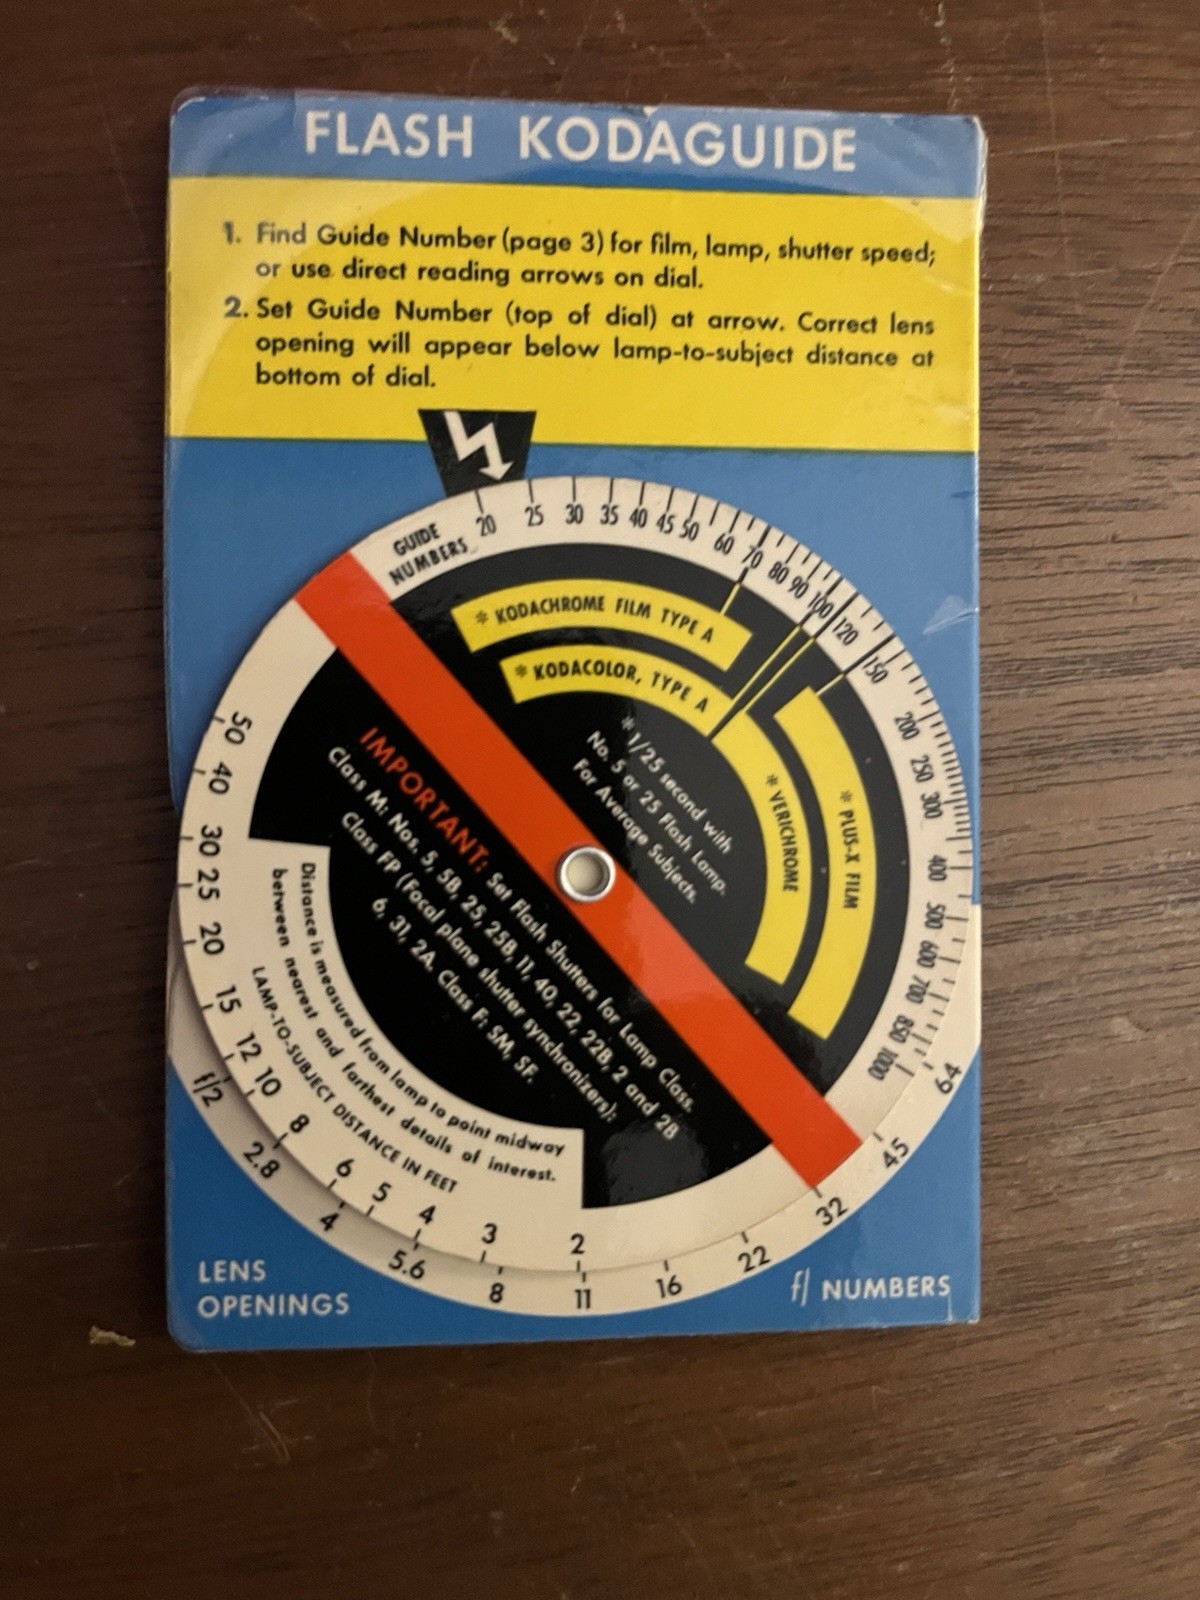 FLASH KODAGUIDE
1. Find Guide Number (page 3) for film, lamp, shutter speed;
or use direct reading arrows on dial.
2. Set Guide Number (top of dial) at arrow. Correct lens
opening will appear below lamp-to-subject distance at
bottom of dial.
GUIDE
NUMBERS
20 25 30 35 40 45 50 60 70 80 90 100 120 150 200 250 300 400 500 600 700 850 1000
* KODACHROME FILM TYPE A
* KODACOLOR, TYPE A
* VERICHROME
* PLUS-X FILM
* 1/25 second with
No. 5 or 25 Flash Lamp.
For Average Subjects.
IMPORTANT: Set Flash Shutters for Lamp Class.
Class M: Nos. 5, 5B, 25, 25B, 11, 40, 22, 22B, 2 and 2B
Class FP (Focal plane shutter synchronizers):
6, 31, 2A. Class F: SM, SF.
Distance is measured from lamp to point midway
between nearest and farthest details of interest.
LAMP-TO-SUBJECT DISTANCE IN FEET
50 40 30 25 20 15 12 10 8 6 5 4 3 2
f/2 2.8 4 5.6 8 11 16 22 32 45 64
LENS
OPENINGS
f/ NUMBERS